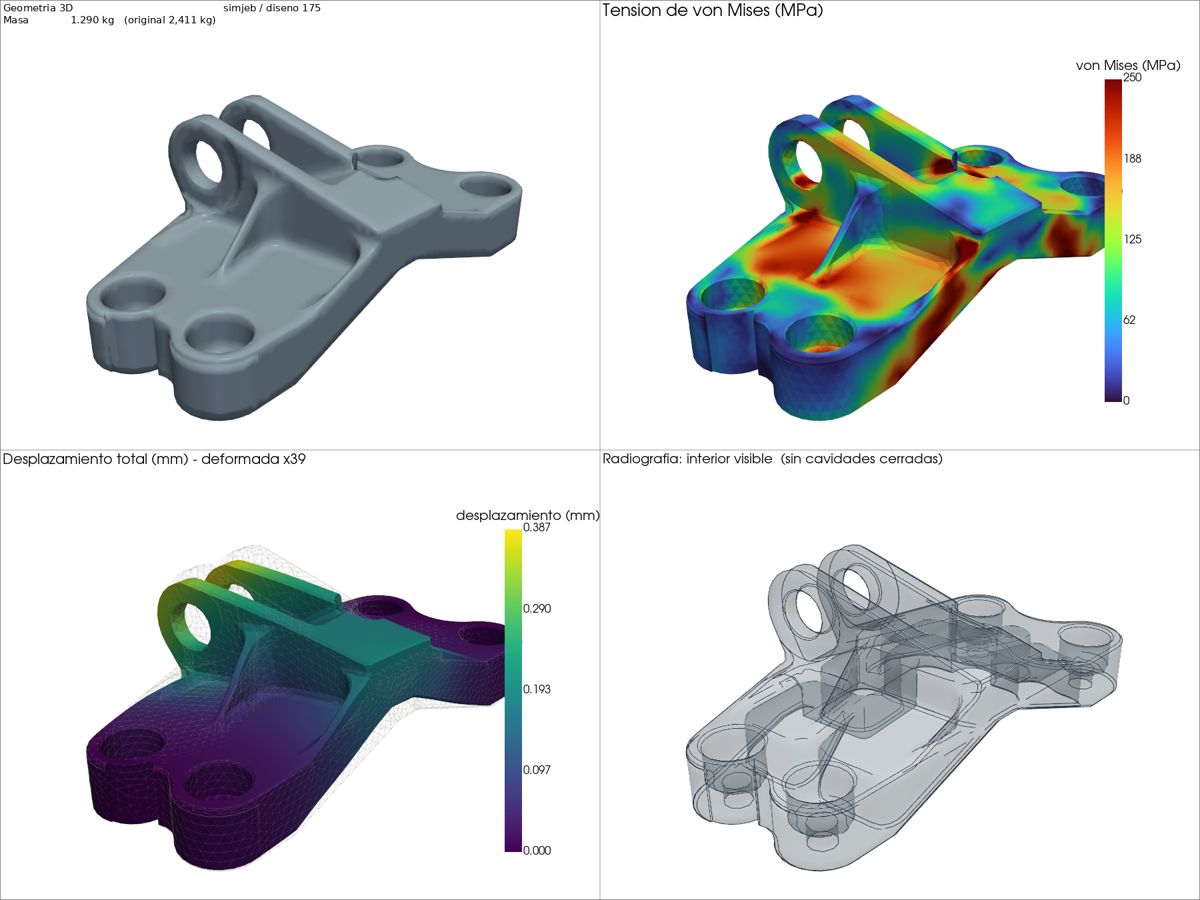 Geometria 3D simjeb / diseno 175
Masa 1.290 kg (original 2,411 kg)
Tension de von Mises (MPa)
von Mises (MPa)
250
188
125
62
0
Desplazamiento total (mm) - deformada x39
desplazamiento (mm)
0.387
0.290
0.193
0.097
0.000
Radiografia: interior visible (sin cavidades cerradas)